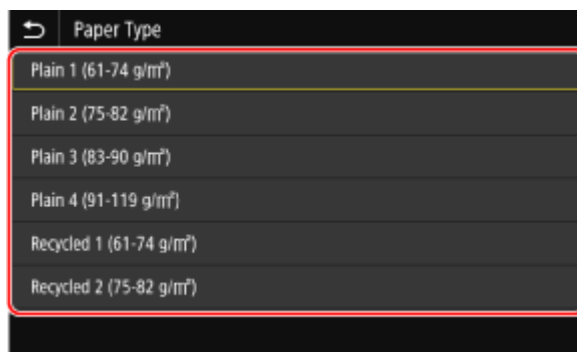 Paper Type
Plain 1 (61-74 g/m²)
Plain 2 (75-82 g/m²)
Plain 3 (83-90 g/m²)
Plain 4 (91-119 g/m²)
Recycled 1 (61-74 g/m²)
Recycled 2 (75-82 g/m²)